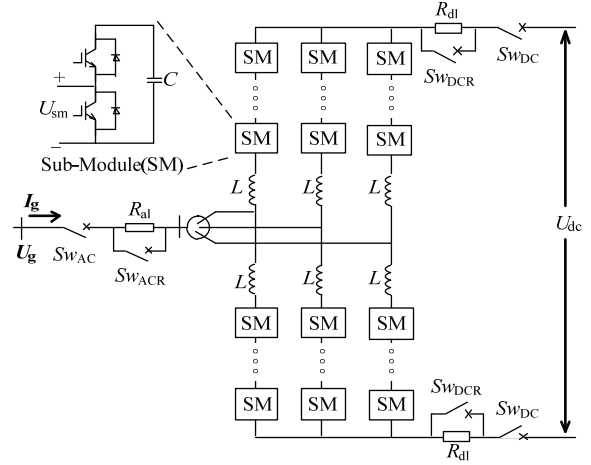 R_dl
Sw_DC
Sw_DCR
SM SM SM
+
C
U_sm
−
SM SM SM
Sub-Module(SM)
L L L
I_g
R_al
U_g
Sw_AC
Sw_ACR
U_dc
L L L
SM SM SM
SM SM SM
Sw_DCR
Sw_DC
R_dl